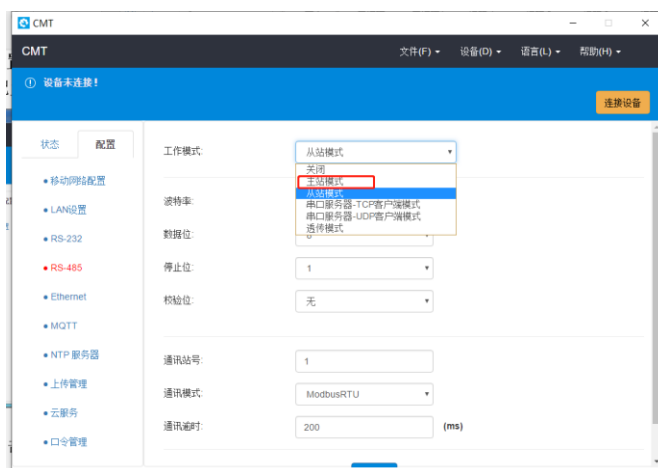 CMT
CMT 文件(F) 设备(D) 语言(L) 帮助(H)
设备未连接!
连接设备
状态 配置
移动网络配置
LAN设置
RS-232
RS-485
Ethernet
MQTT
NTP 服务器
上传管理
云服务
口令管理
工作模式: 从站模式
关闭
主站模式
从站模式
串口服务器-TCP客户端模式
串口服务器-UDP客户端模式
透传模式
波特率:
数据位:
停止位: 1
校验位: 无
通讯站号: 1
通讯模式: ModbusRTU
通讯逾时: 200 (ms)